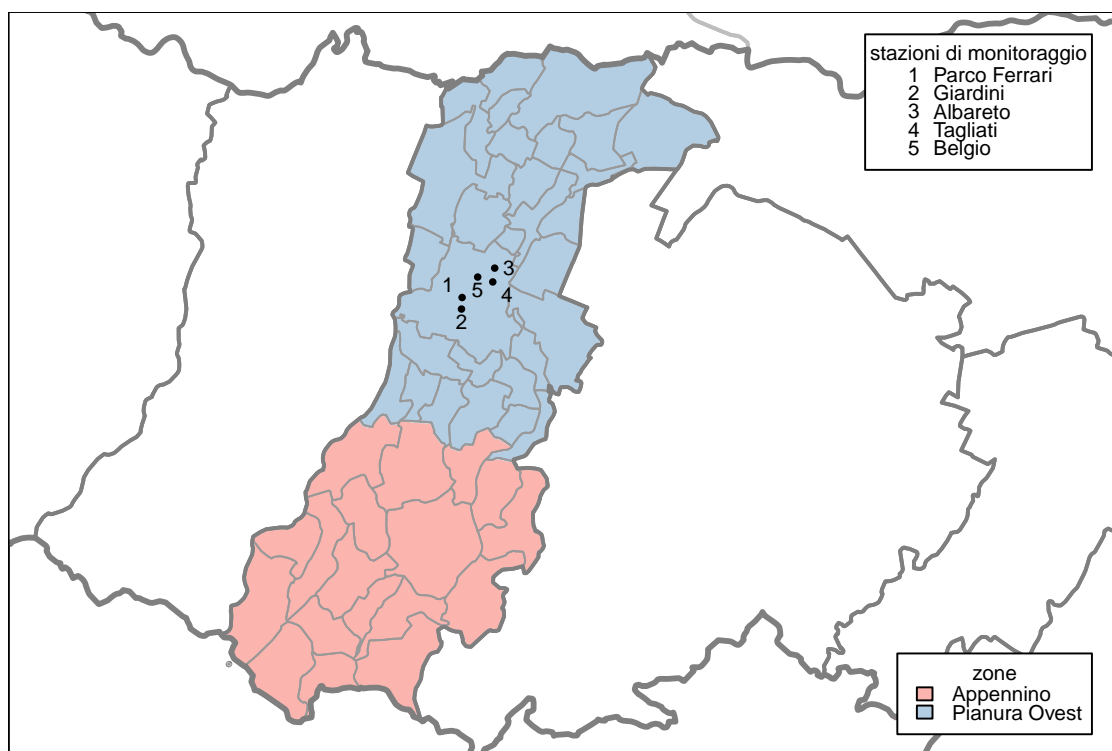 stazioni di monitoraggio
1 Parco Ferrari
2 Giardini
3 Albareto
4 Tagliati
5 Belgio
3
1
5
4
2
zone
Appennino
Pianura Ovest